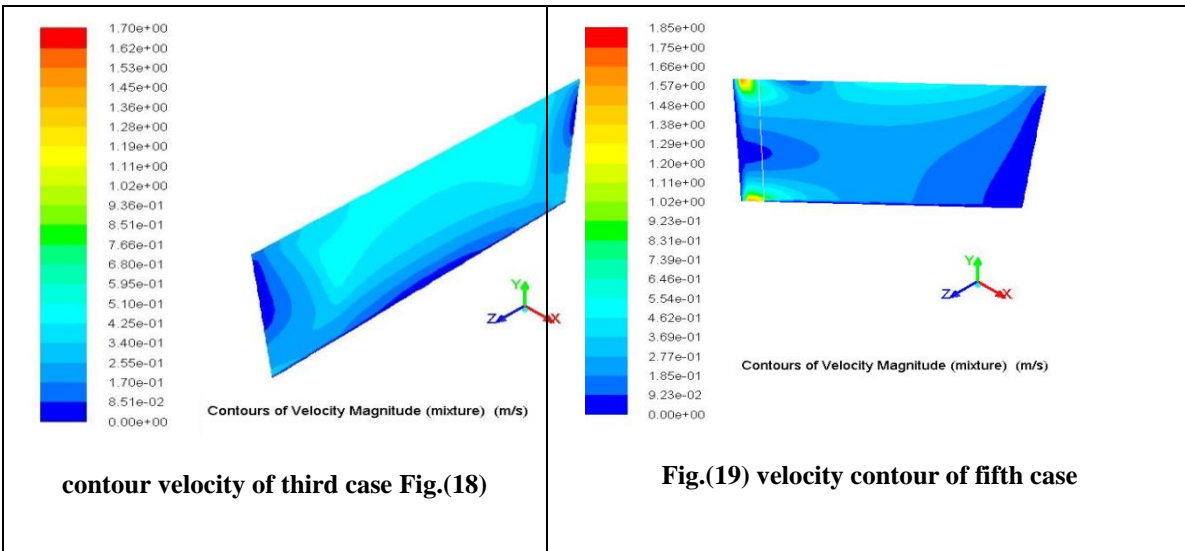 1.70e+00
1.62e+00
1.53e+00
1.45e+00
1.36e+00
1.28e+00
1.19e+00
1.11e+00
1.02e+00
9.36e-01
8.51e-01
7.66e-01
6.80e-01
5.95e-01
5.10e-01
4.25e-01
3.40e-01
2.55e-01
1.70e-01
8.51e-02
0.00e+00
Y
Z X
Contours of Velocity Magnitude (mixture) (m/s)
contour velocity of third case Fig.(18)
1.85e+00
1.75e+00
1.66e+00
1.57e+00
1.48e+00
1.38e+00
1.29e+00
1.20e+00
1.11e+00
1.02e+00
9.23e-01
8.31e-01
7.39e-01
6.46e-01
5.54e-01
4.62e-01
3.69e-01
2.77e-01
1.85e-01
9.23e-02
0.00e+00
Y
Z X
Contours of Velocity Magnitude (mixture) (m/s)
Fig.(19) velocity contour of fifth case